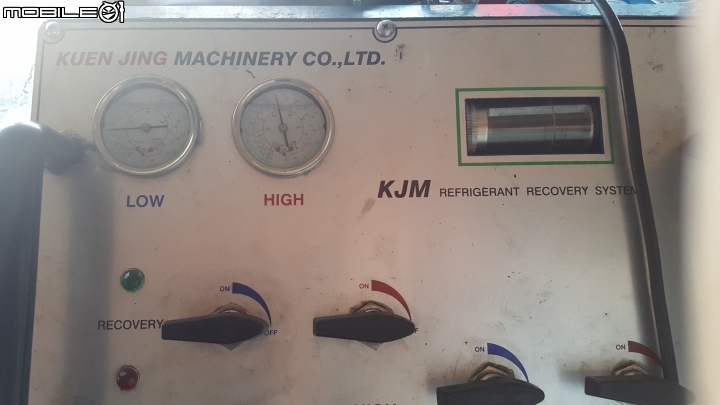 MOBILE01
KUEN JING MACHINERY CO.,LTD.
LOW
HIGH
KJM REFRIGERANT RECOVERY SYSTEM
ON
ON
RECOVERY
OFF
ON
ON